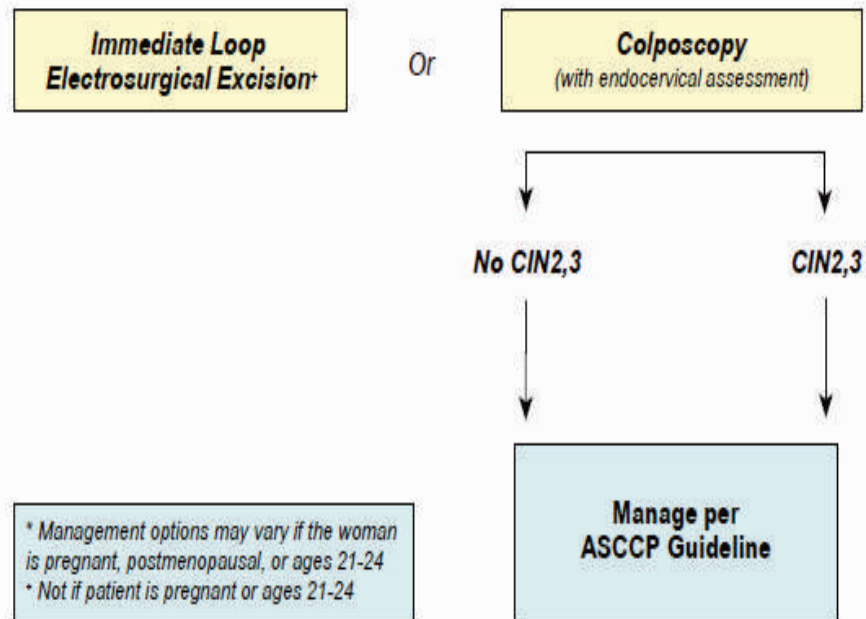 Immediate Loop
Electrosurgical Excision⁺
Or
Colposcopy
(with endocervical assessment)
No CIN2,3
CIN2,3
Manage per
ASCCP Guideline
* Management options may vary if the woman
is pregnant, postmenopausal, or ages 21-24
⁺ Not if patient is pregnant or ages 21-24